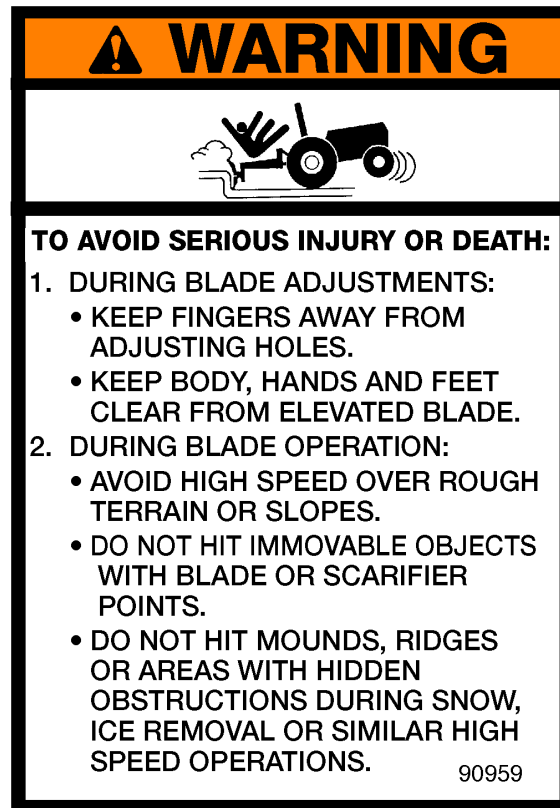 WARNING
TO AVOID SERIOUS INJURY OR DEATH:
1. DURING BLADE ADJUSTMENTS:
• KEEP FINGERS AWAY FROM
ADJUSTING HOLES.
• KEEP BODY, HANDS AND FEET
CLEAR FROM ELEVATED BLADE.
2. DURING BLADE OPERATION:
• AVOID HIGH SPEED OVER ROUGH
TERRAIN OR SLOPES.
• DO NOT HIT IMMOVABLE OBJECTS
WITH BLADE OR SCARIFIER
POINTS.
• DO NOT HIT MOUNDS, RIDGES
OR AREAS WITH HIDDEN
OBSTRUCTIONS DURING SNOW,
ICE REMOVAL OR SIMILAR HIGH
SPEED OPERATIONS. 90959